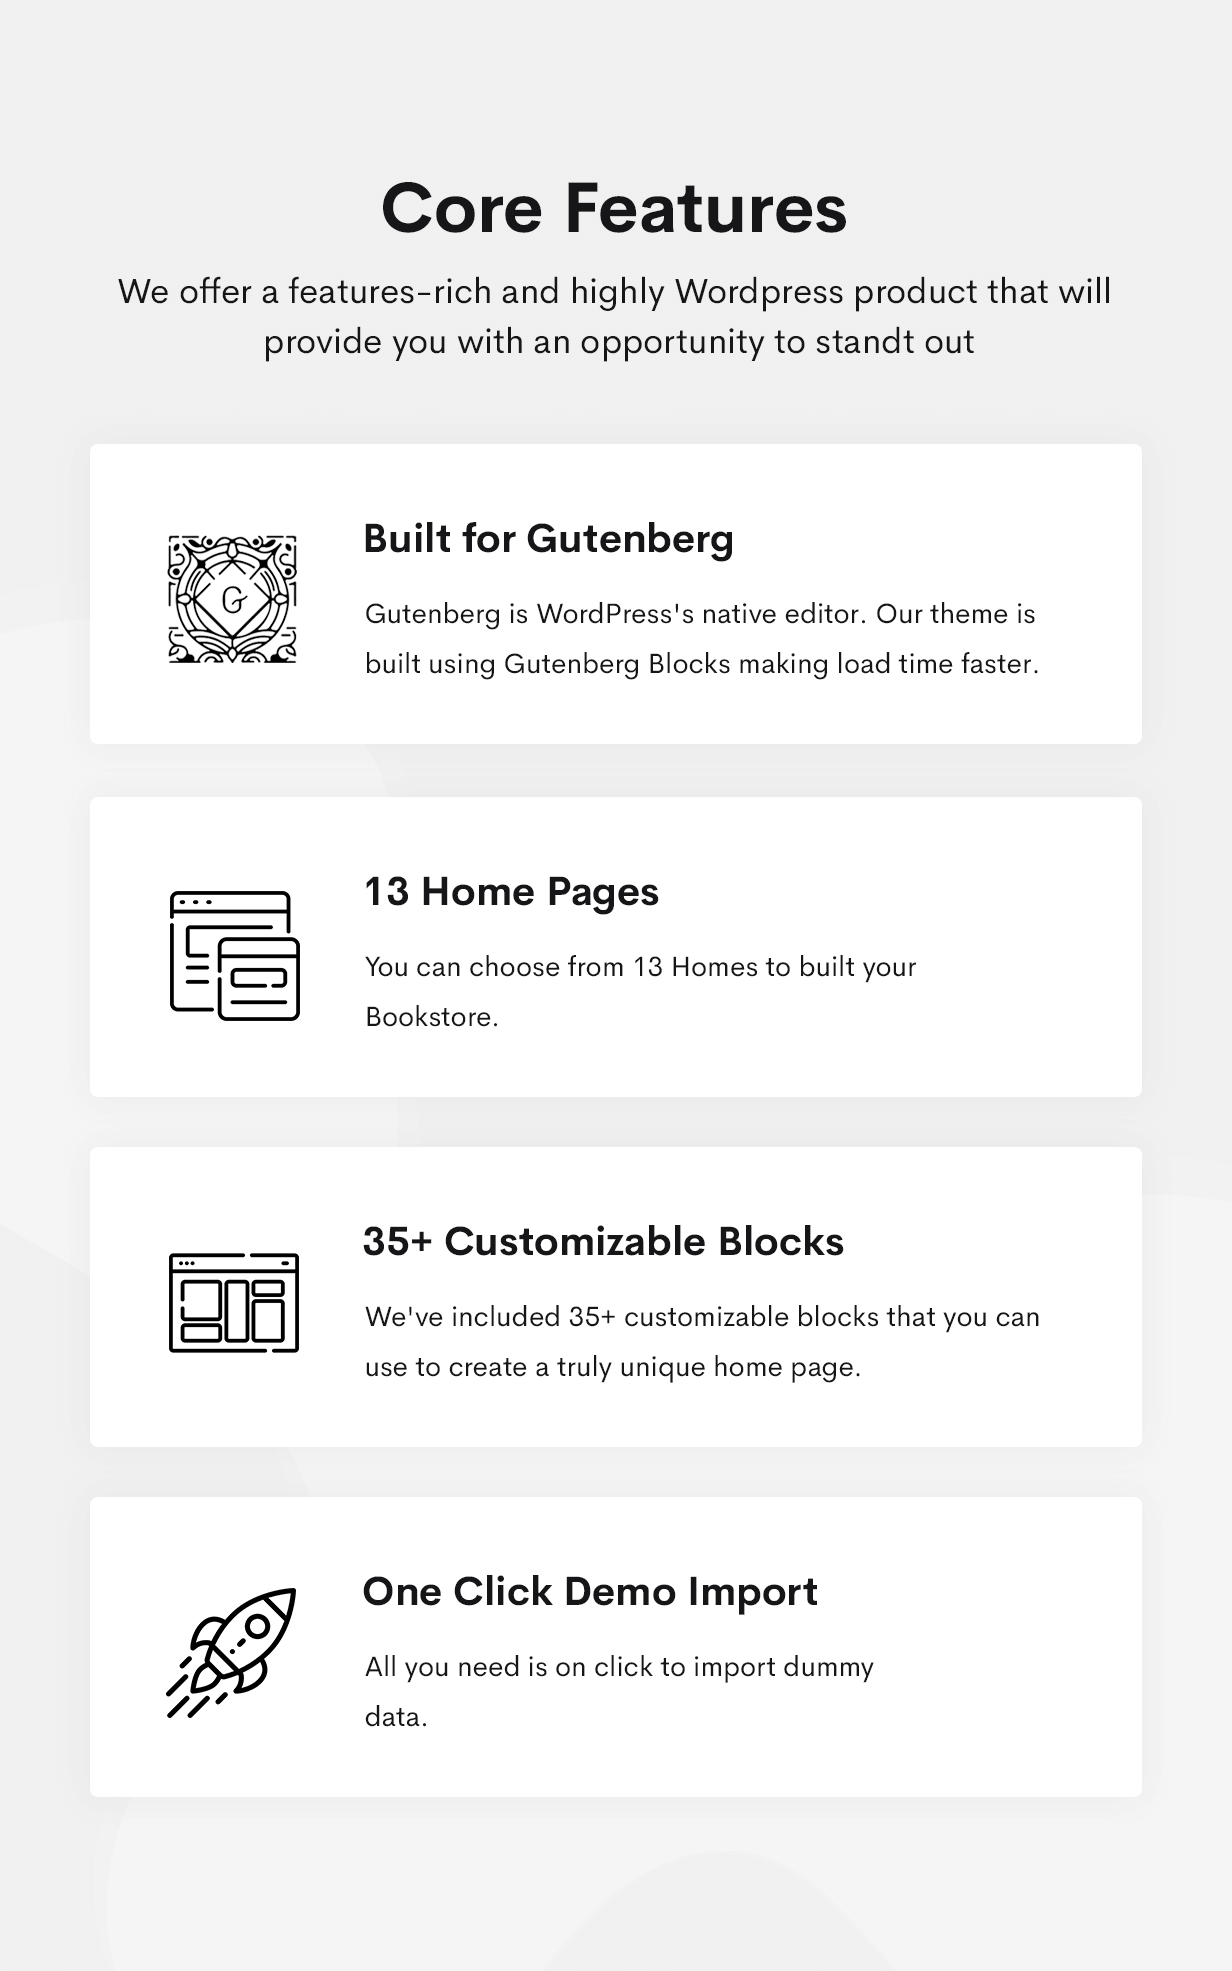 Core Features
We offer a features-rich and highly Wordpress product that will
provide you with an opportunity to standt out
G
Built for Gutenberg
Gutenberg is WordPress's native editor. Our theme is
built using Gutenberg Blocks making load time faster.
13 Home Pages
You can choose from 13 Homes to built your
Bookstore.
35+ Customizable Blocks
We've included 35+ customizable blocks that you can
use to create a truly unique home page.
One Click Demo Import
All you need is on click to import dummy
data.